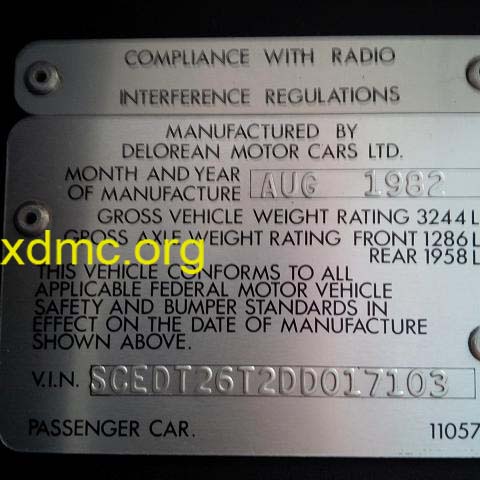 COMPLIANCE WITH RADIO
INTERFERENCE REGULATIONS
MANUFACTURED BY
DELOREAN MOTOR CARS LTD.
MONTH AND YEAR
OF MANUFACTURE AUG 1982
GROSS VEHICLE WEIGHT RATING 3244 L
GROSS AXLE WEIGHT RATING FRONT 1286 L
REAR 1958 L
xdmc.org
THIS VEHICLE CONFORMS TO ALL
APPLICABLE FEDERAL MOTOR VEHICLE
SAFETY AND BUMPER STANDARDS IN
EFFECT ON THE DATE OF MANUFACTURE
SHOWN ABOVE.
V.I.N. SCEDT26T2DD017103
PASSENGER CAR. 11057